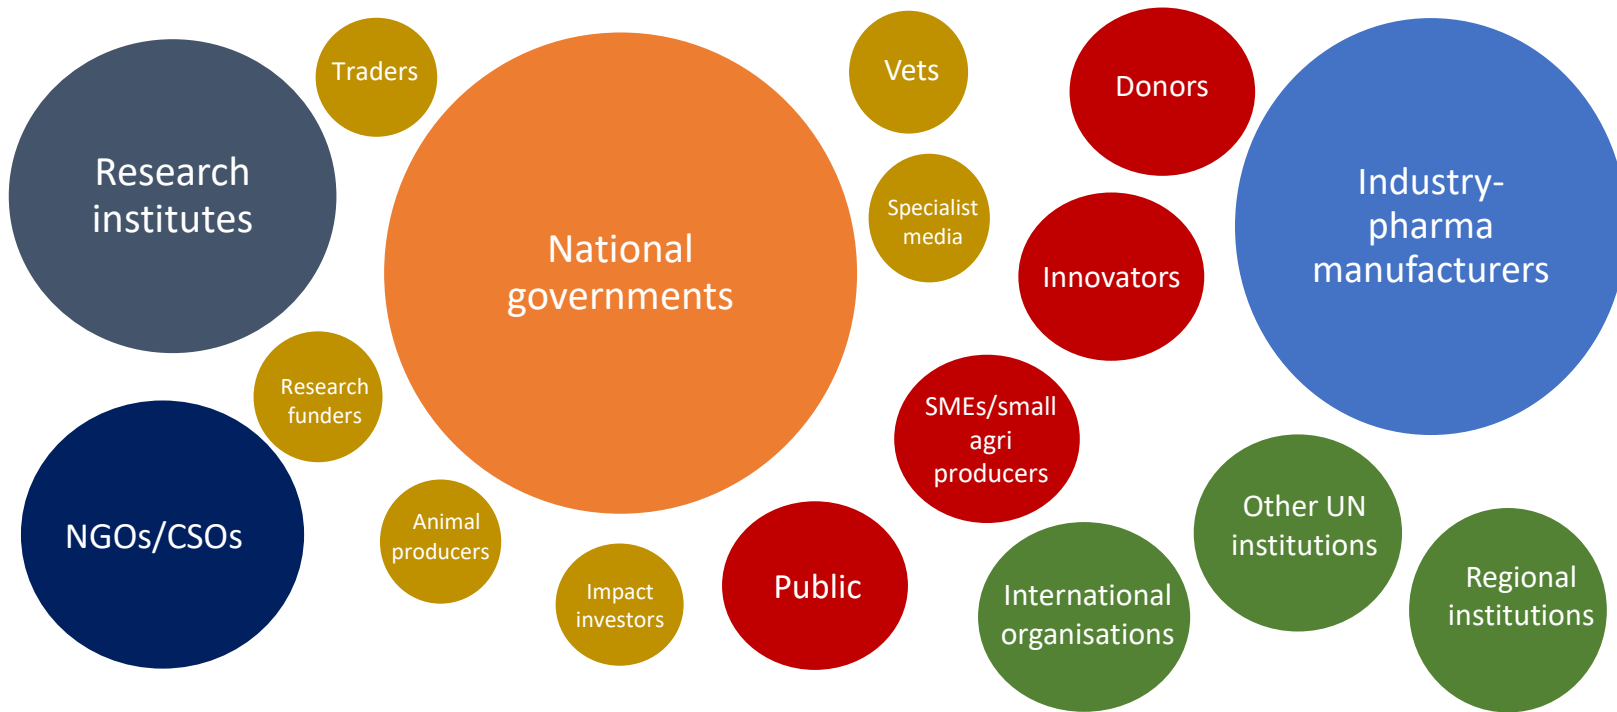 Research
institutes
Traders
National
governments
Vets
Specialist
media
Donors
Innovators
Industry-
pharma
manufacturers
Research
funders
NGOs/CSOs
Animal
producers
Impact
investors
Public
SMEs/small
agri
producers
International
organisations
Other UN
institutions
Regional
institutions